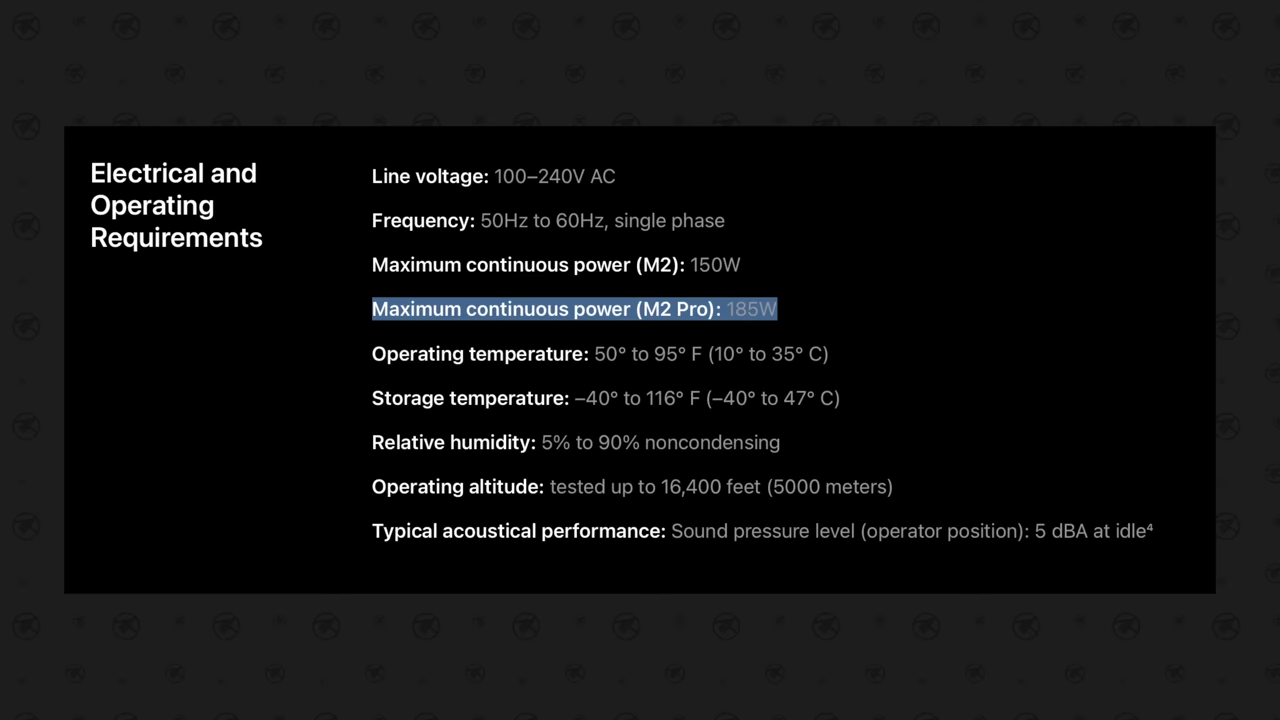 Electrical and
Operating
Requirements
Line voltage: 100–240V AC
Frequency: 50Hz to 60Hz, single phase
Maximum continuous power (M2): 150W
Maximum continuous power (M2 Pro): 185W
Operating temperature: 50° to 95° F (10° to 35° C)
Storage temperature: –40° to 116° F (–40° to 47° C)
Relative humidity: 5% to 90% noncondensing
Operating altitude: tested up to 16,400 feet (5000 meters)
Typical acoustical performance: Sound pressure level (operator position): 5 dBA at idle⁴